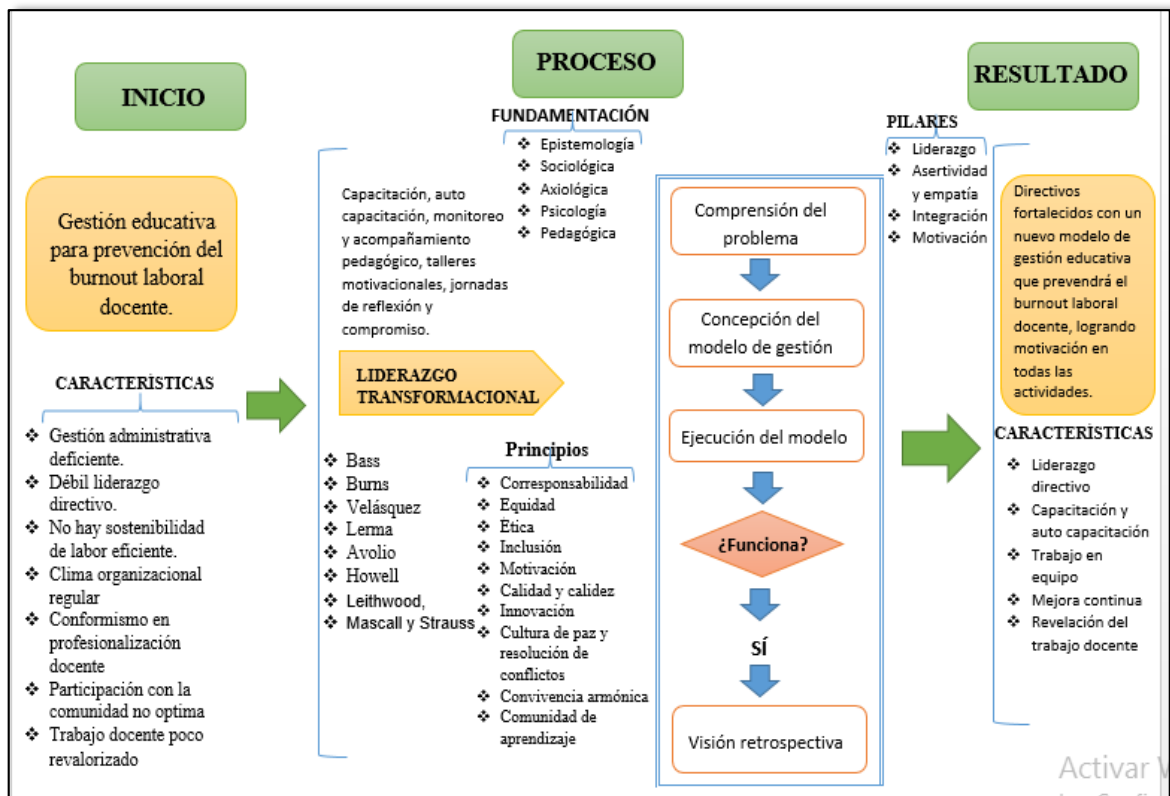 INICIO
Gestión educativa
para prevención del
burnout laboral
docente.
CARACTERÍSTICAS
❖ Gestión administrativa
deficiente.
❖ Débil liderazgo
directivo.
❖ No hay sostenibilidad
de labor eficiente.
❖ Clima organizacional
regular
❖ Conformismo en
profesionalización
docente
❖ Participación con la
comunidad no optima
❖ Trabajo docente poco
revalorizado
PROCESO
FUNDAMENTACIÓN
❖ Epistemología
❖ Sociológica
❖ Axiológica
❖ Psicología
❖ Pedagógica
Capacitación, auto
capacitación, monitoreo
y acompañamiento
pedagógico, talleres
motivacionales, jornadas
de reflexión y
compromiso.
LIDERAZGO
TRANSFORMACIONAL
❖ Bass
❖ Burns
❖ Velásquez
❖ Lerma
❖ Avolio
❖ Howell
❖ Leithwood,
❖ Mascall y Strauss
Principios
❖ Corresponsabilidad
❖ Equidad
❖ Ética
❖ Inclusión
❖ Motivación
❖ Calidad y calidez
❖ Innovación
❖ Cultura de paz y
resolución de
conflictos
❖ Convivencia armónica
❖ Comunidad de
aprendizaje
Comprensión del
problema
Concepción del
modelo de gestión
Ejecución del modelo
¿Funciona?
SÍ
Visión retrospectiva
RESULTADO
PILARES
❖ Liderazgo
❖ Asertividad
y empatía
❖ Integración
❖ Motivación
Directivos
fortalecidos con un
nuevo modelo de
gestión educativa
que prevendrá el
burnout laboral
docente, logrando
motivación en
todas las
actividades.
CARACTERÍSTICAS
❖ Liderazgo
directivo
❖ Capacitación y
auto capacitación
❖ Trabajo en
equipo
❖ Mejora continua
❖ Revelación del
trabajo docente
Activar